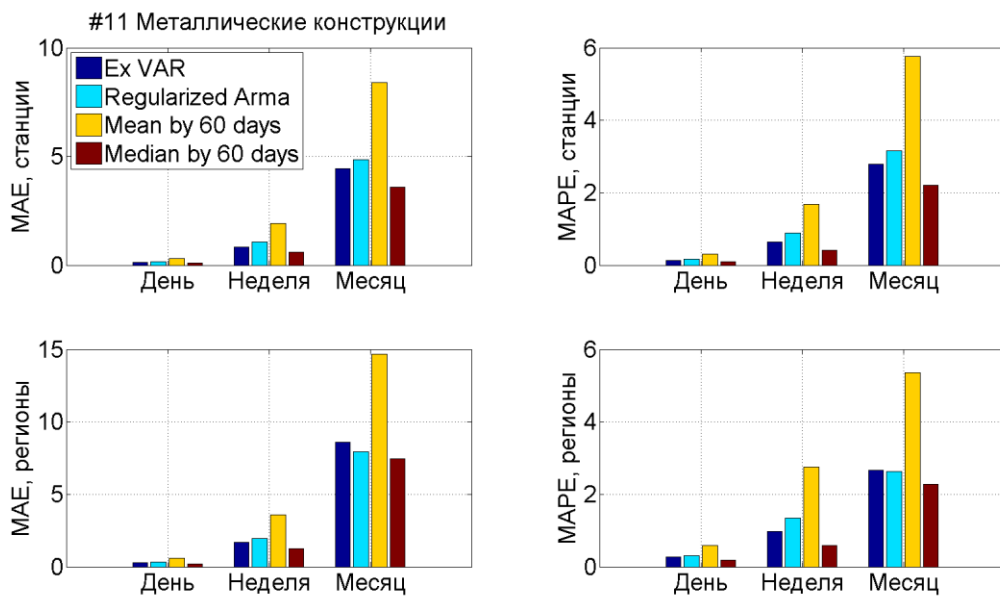 #11 Металлические конструкции
10
5
0
MAE, станции
Ex VAR
Regularized Arma
Mean by 60 days
Median by 60 days
День Неделя Месяц
6
4
2
0
MAPE, станции
День Неделя Месяц
15
10
5
0
MAE, регионы
День Неделя Месяц
6
4
2
0
MAPE, регионы
День Неделя Месяц